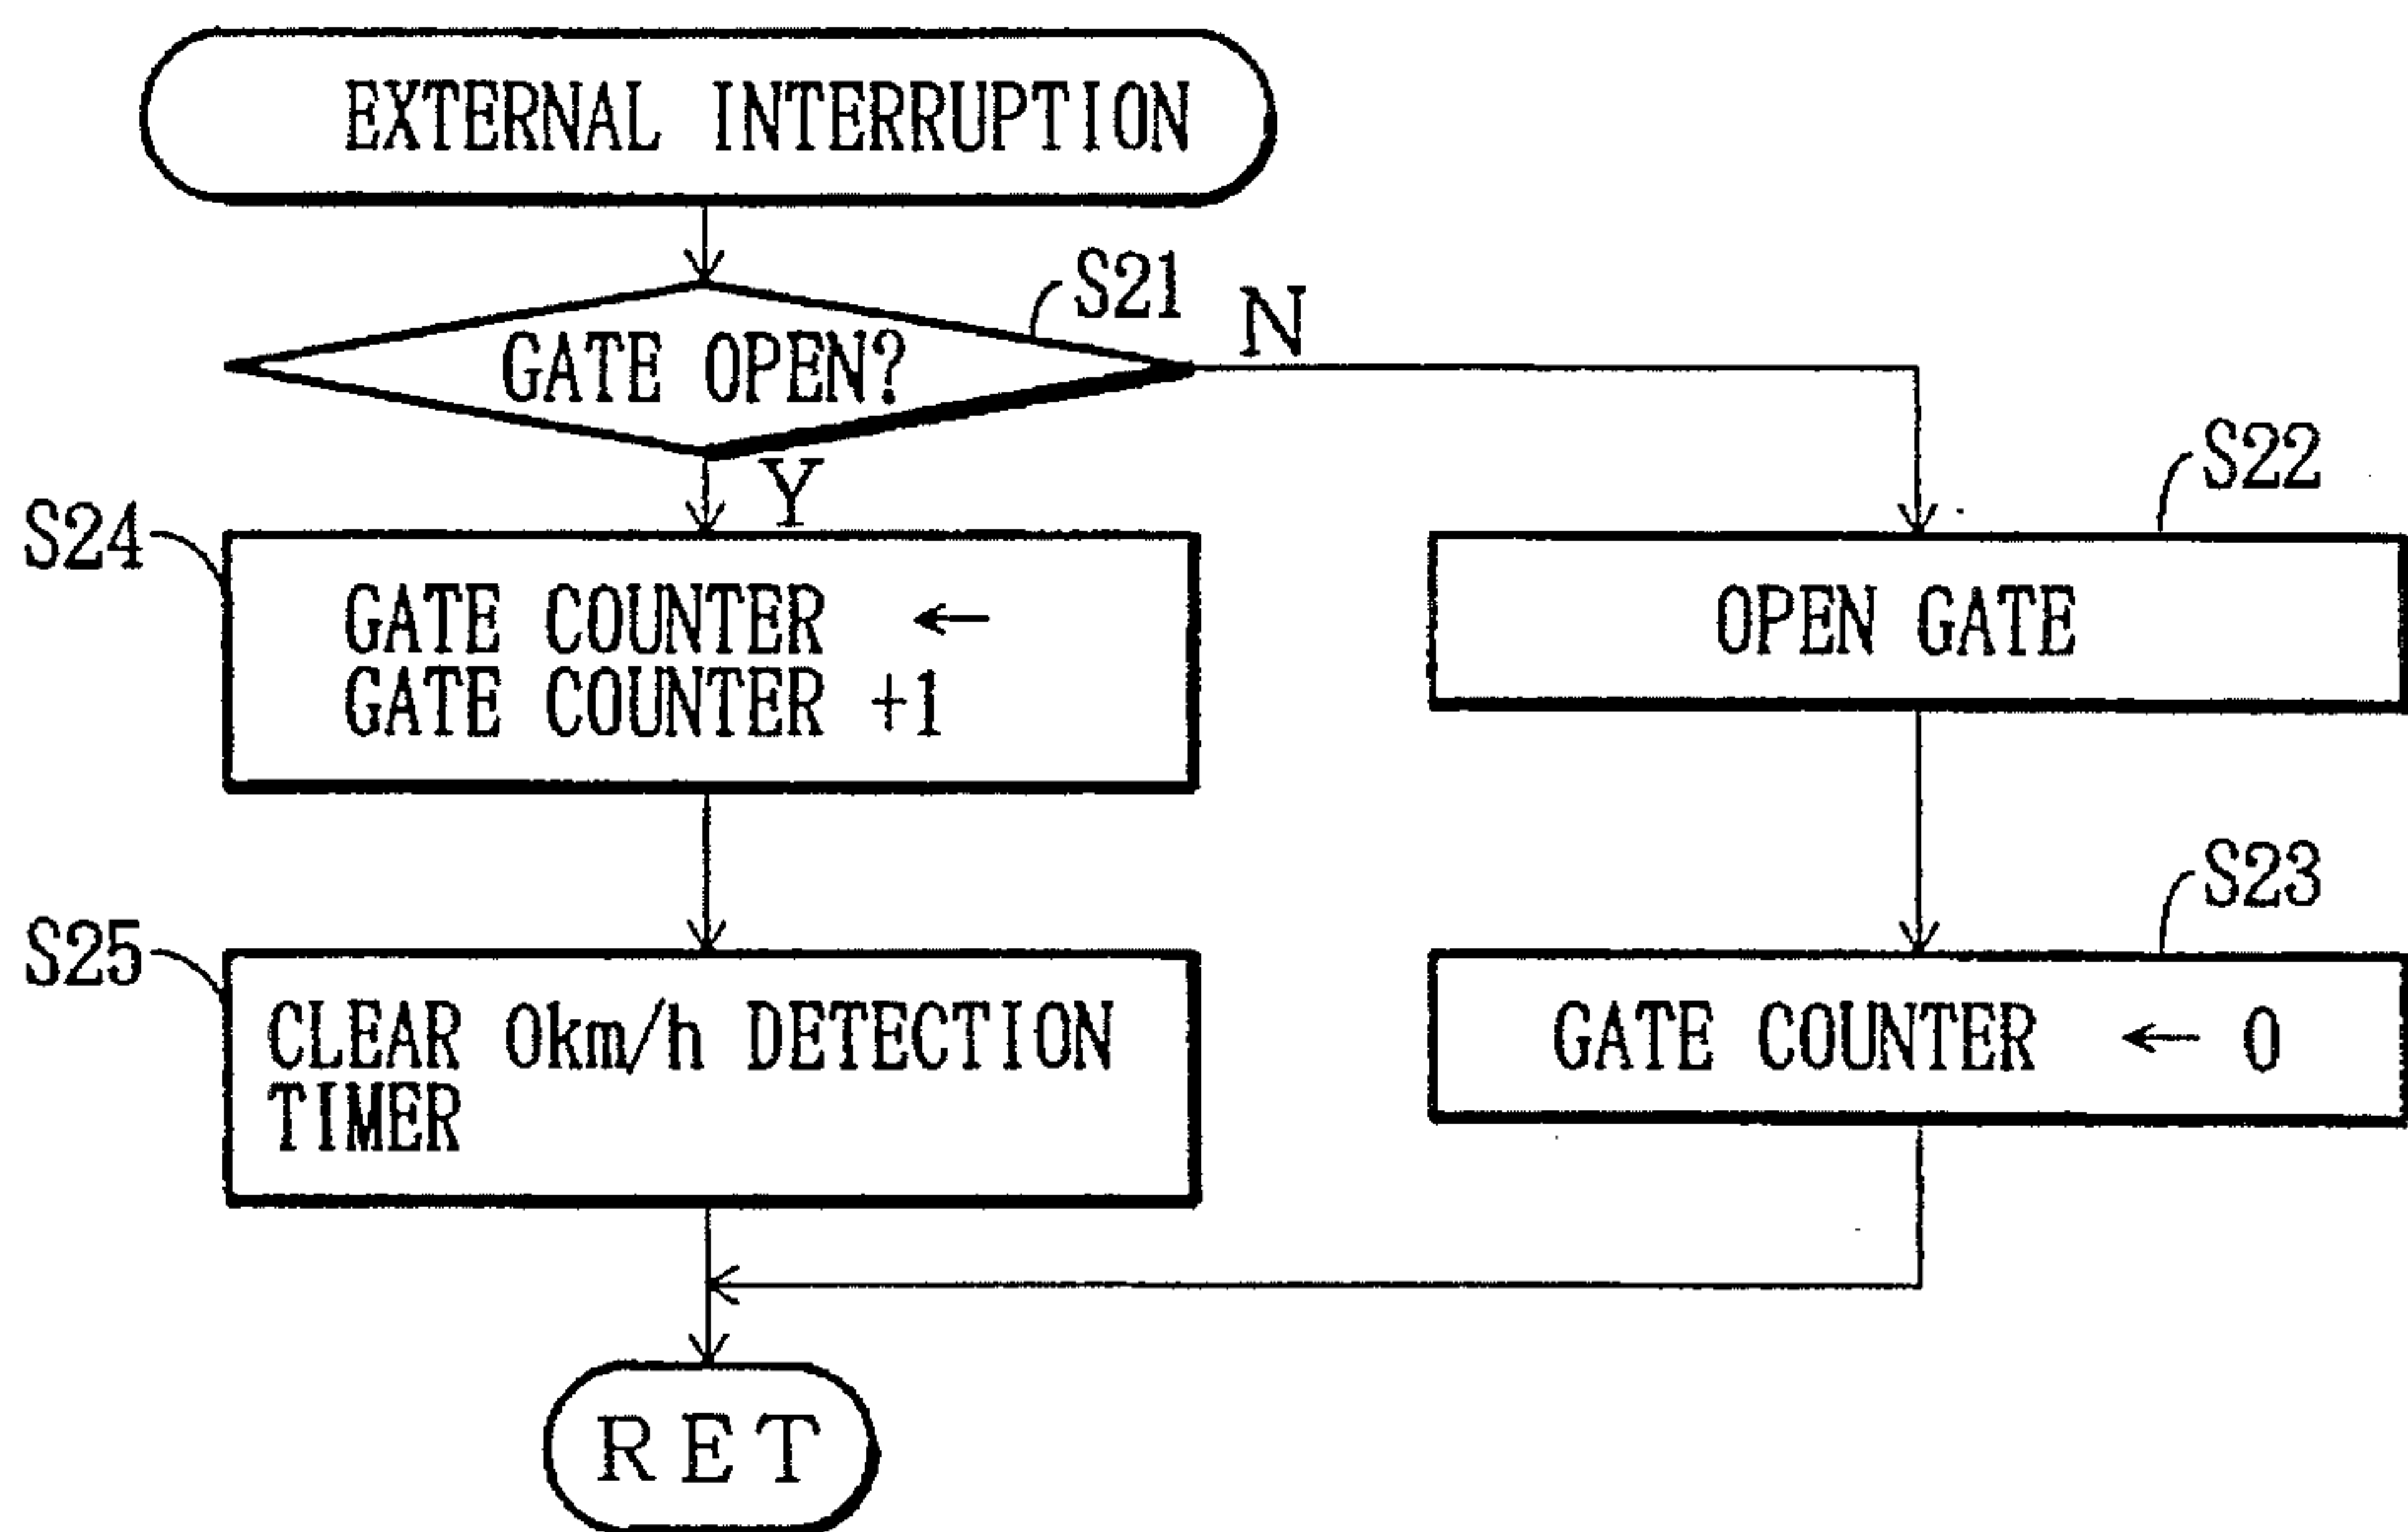 EXTERNAL INTERRUPTION
S21
GATE OPEN?
N
Y
S22
OPEN GATE
S24
GATE COUNTER ←
GATE COUNTER +1
S23
GATE COUNTER ← 0
S25
CLEAR 0km/h DETECTION
TIMER
RET